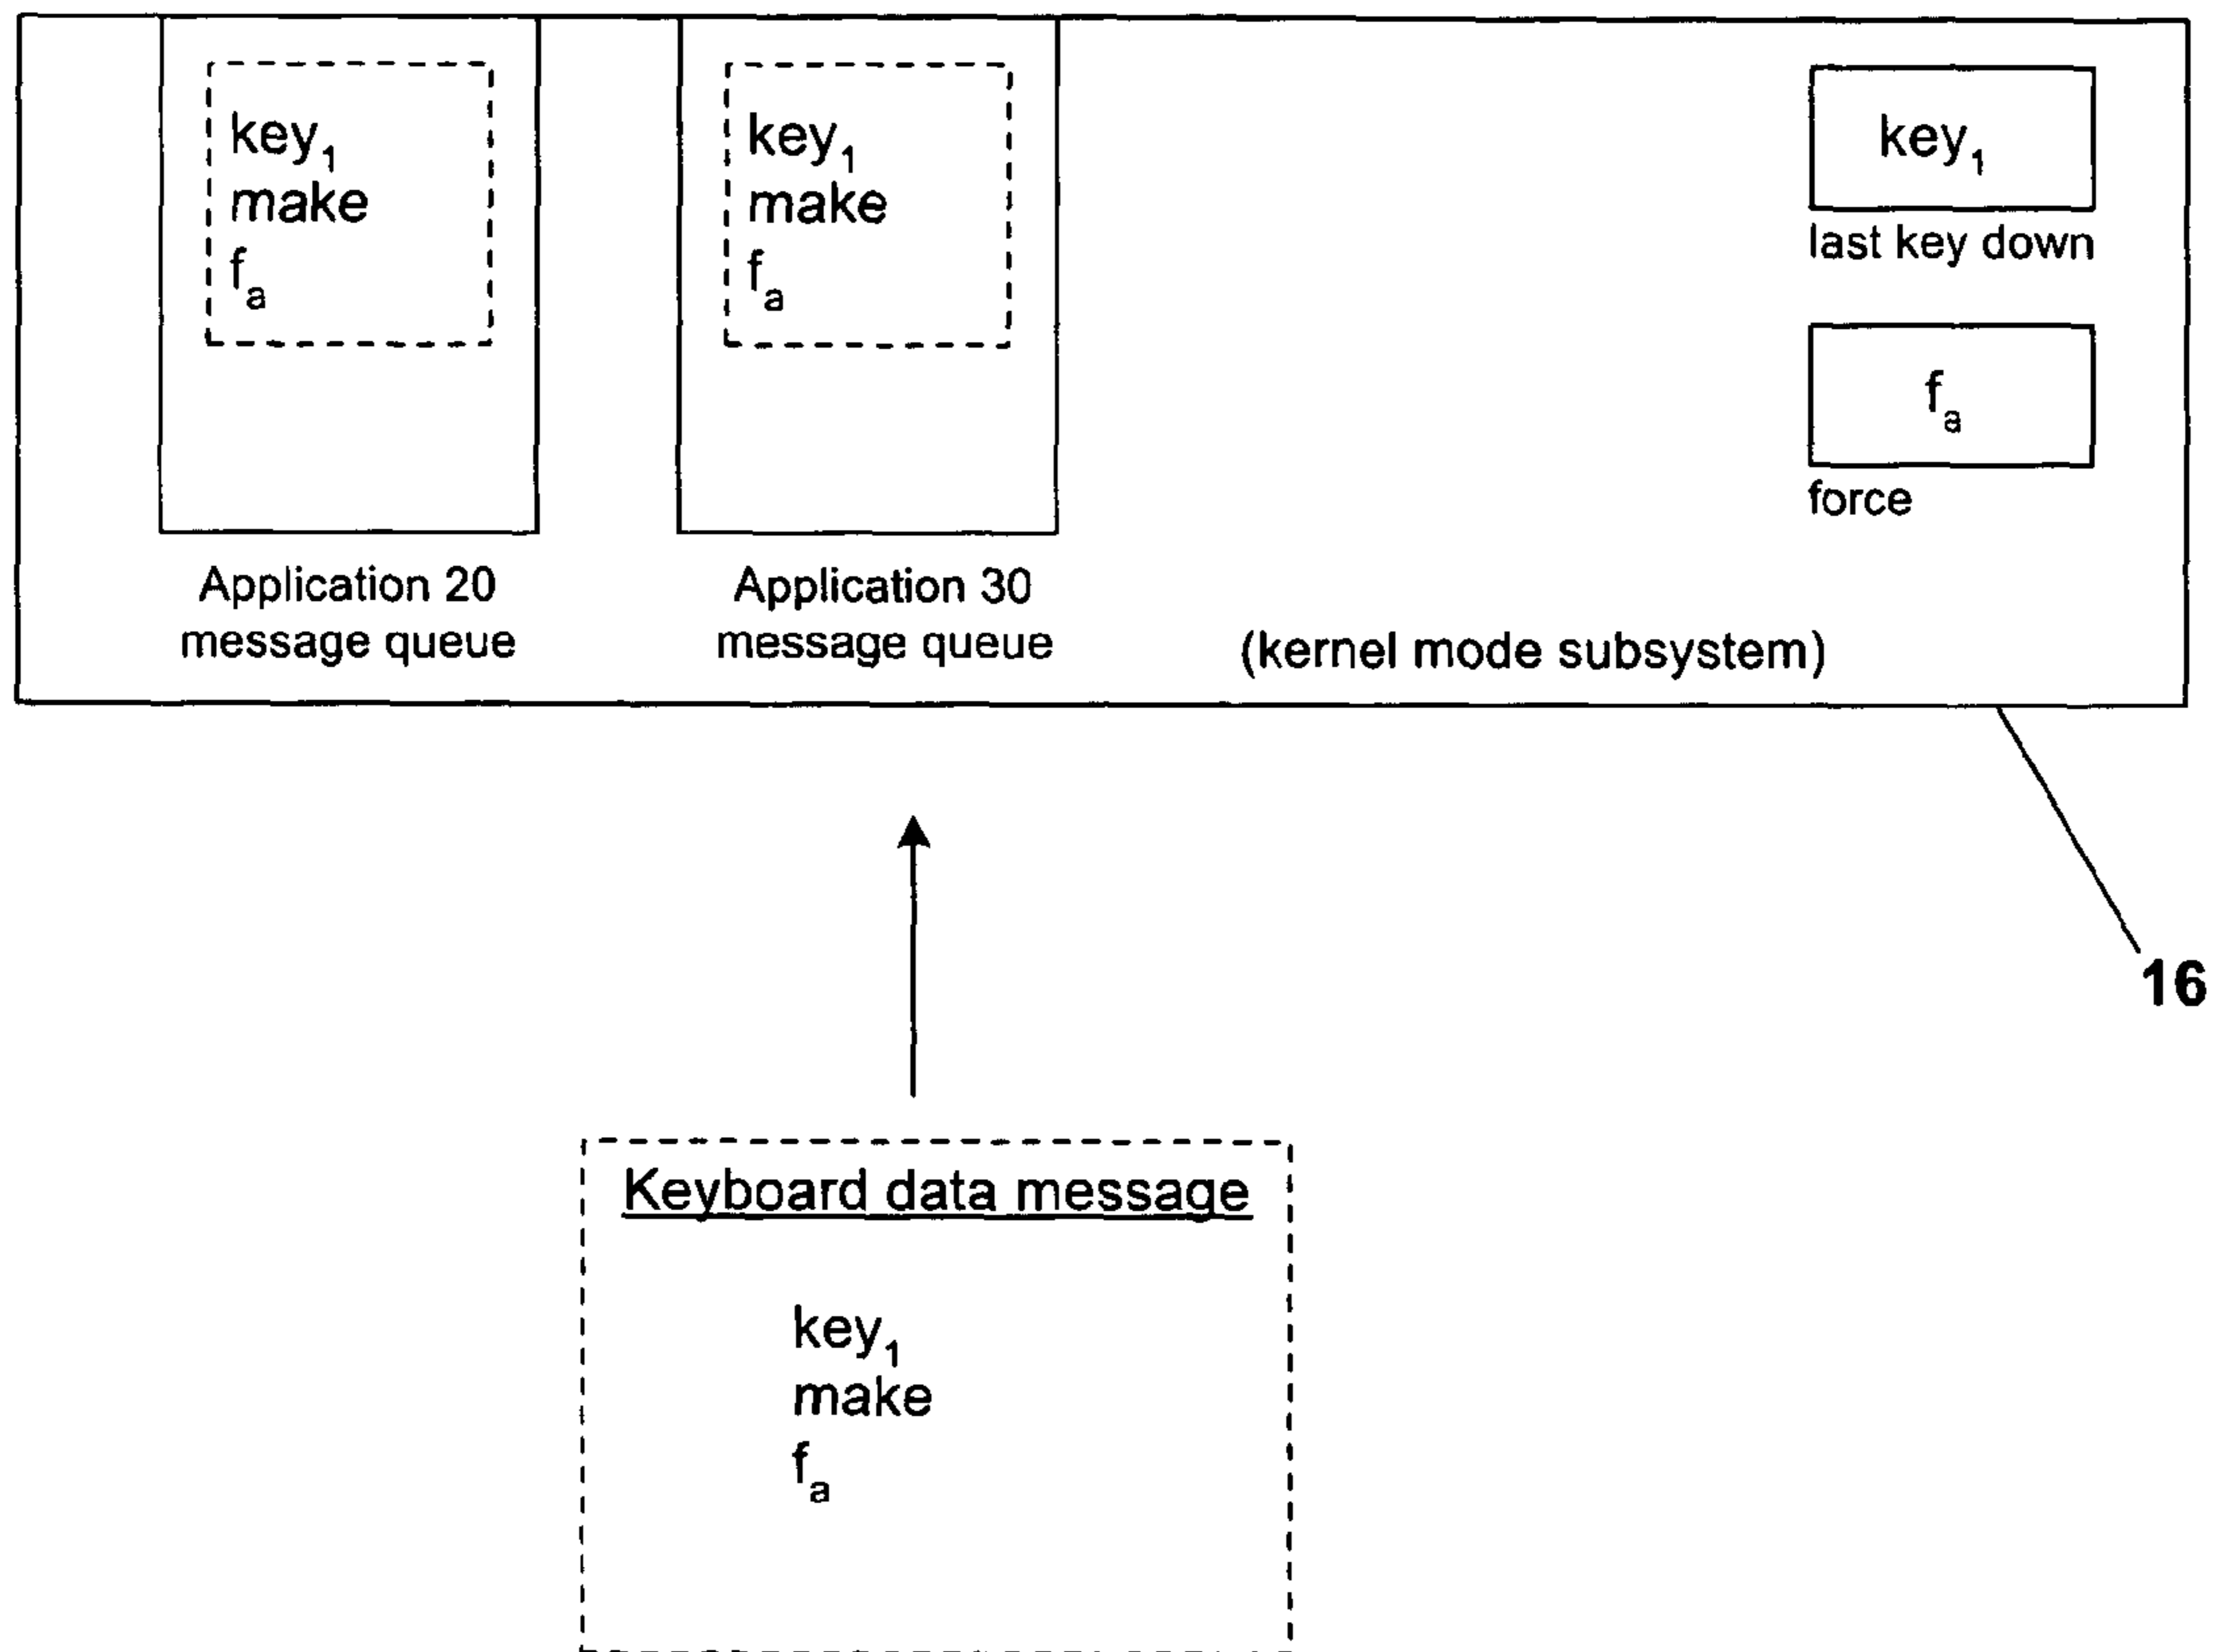 key₁
make
fₐ
key₁
make
fₐ
key₁
last key down
fₐ
force
Application 20
message queue
Application 30
message queue
(kernel mode subsystem)
16
Keyboard data message
key₁
make
fₐ